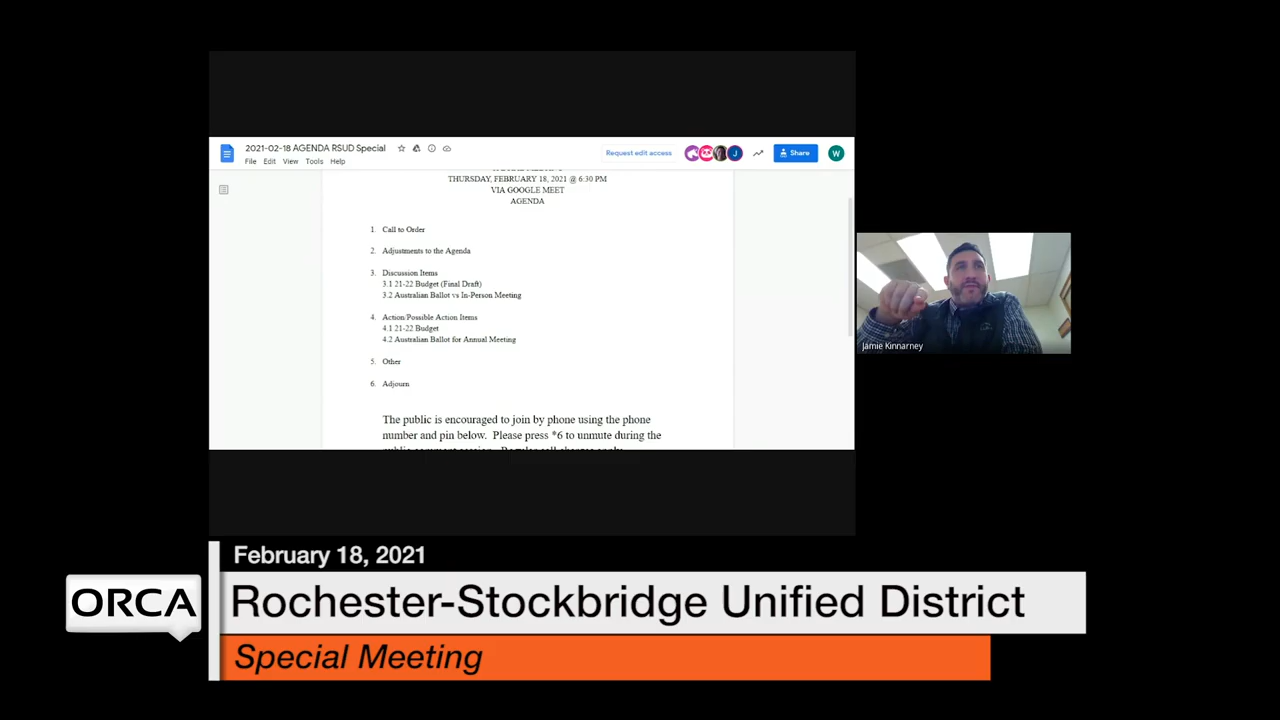 2021-02-18 AGENDA RSUD Special
File Edit View Tools Help
Request edit access
J
Share
W
THURSDAY, FEBRUARY 18, 2021 @ 6:30 PM
VIA GOOGLE MEET
AGENDA
1. Call to Order
2. Adjustments to the Agenda
3. Discussion Items
3.1 21-22 Budget (Final Draft)
3.2 Australian Ballot vs In-Person Meeting
4. Action/Possible Action Items
4.1 21-22 Budget
4.2 Australian Ballot for Annual Meeting
5. Other
6. Adjourn
The public is encouraged to join by phone using the phone
number and pin below. Please press *6 to unmute during the
Jamie Kinnarney
February 18, 2021
ORCA
Rochester-Stockbridge Unified District
Special Meeting